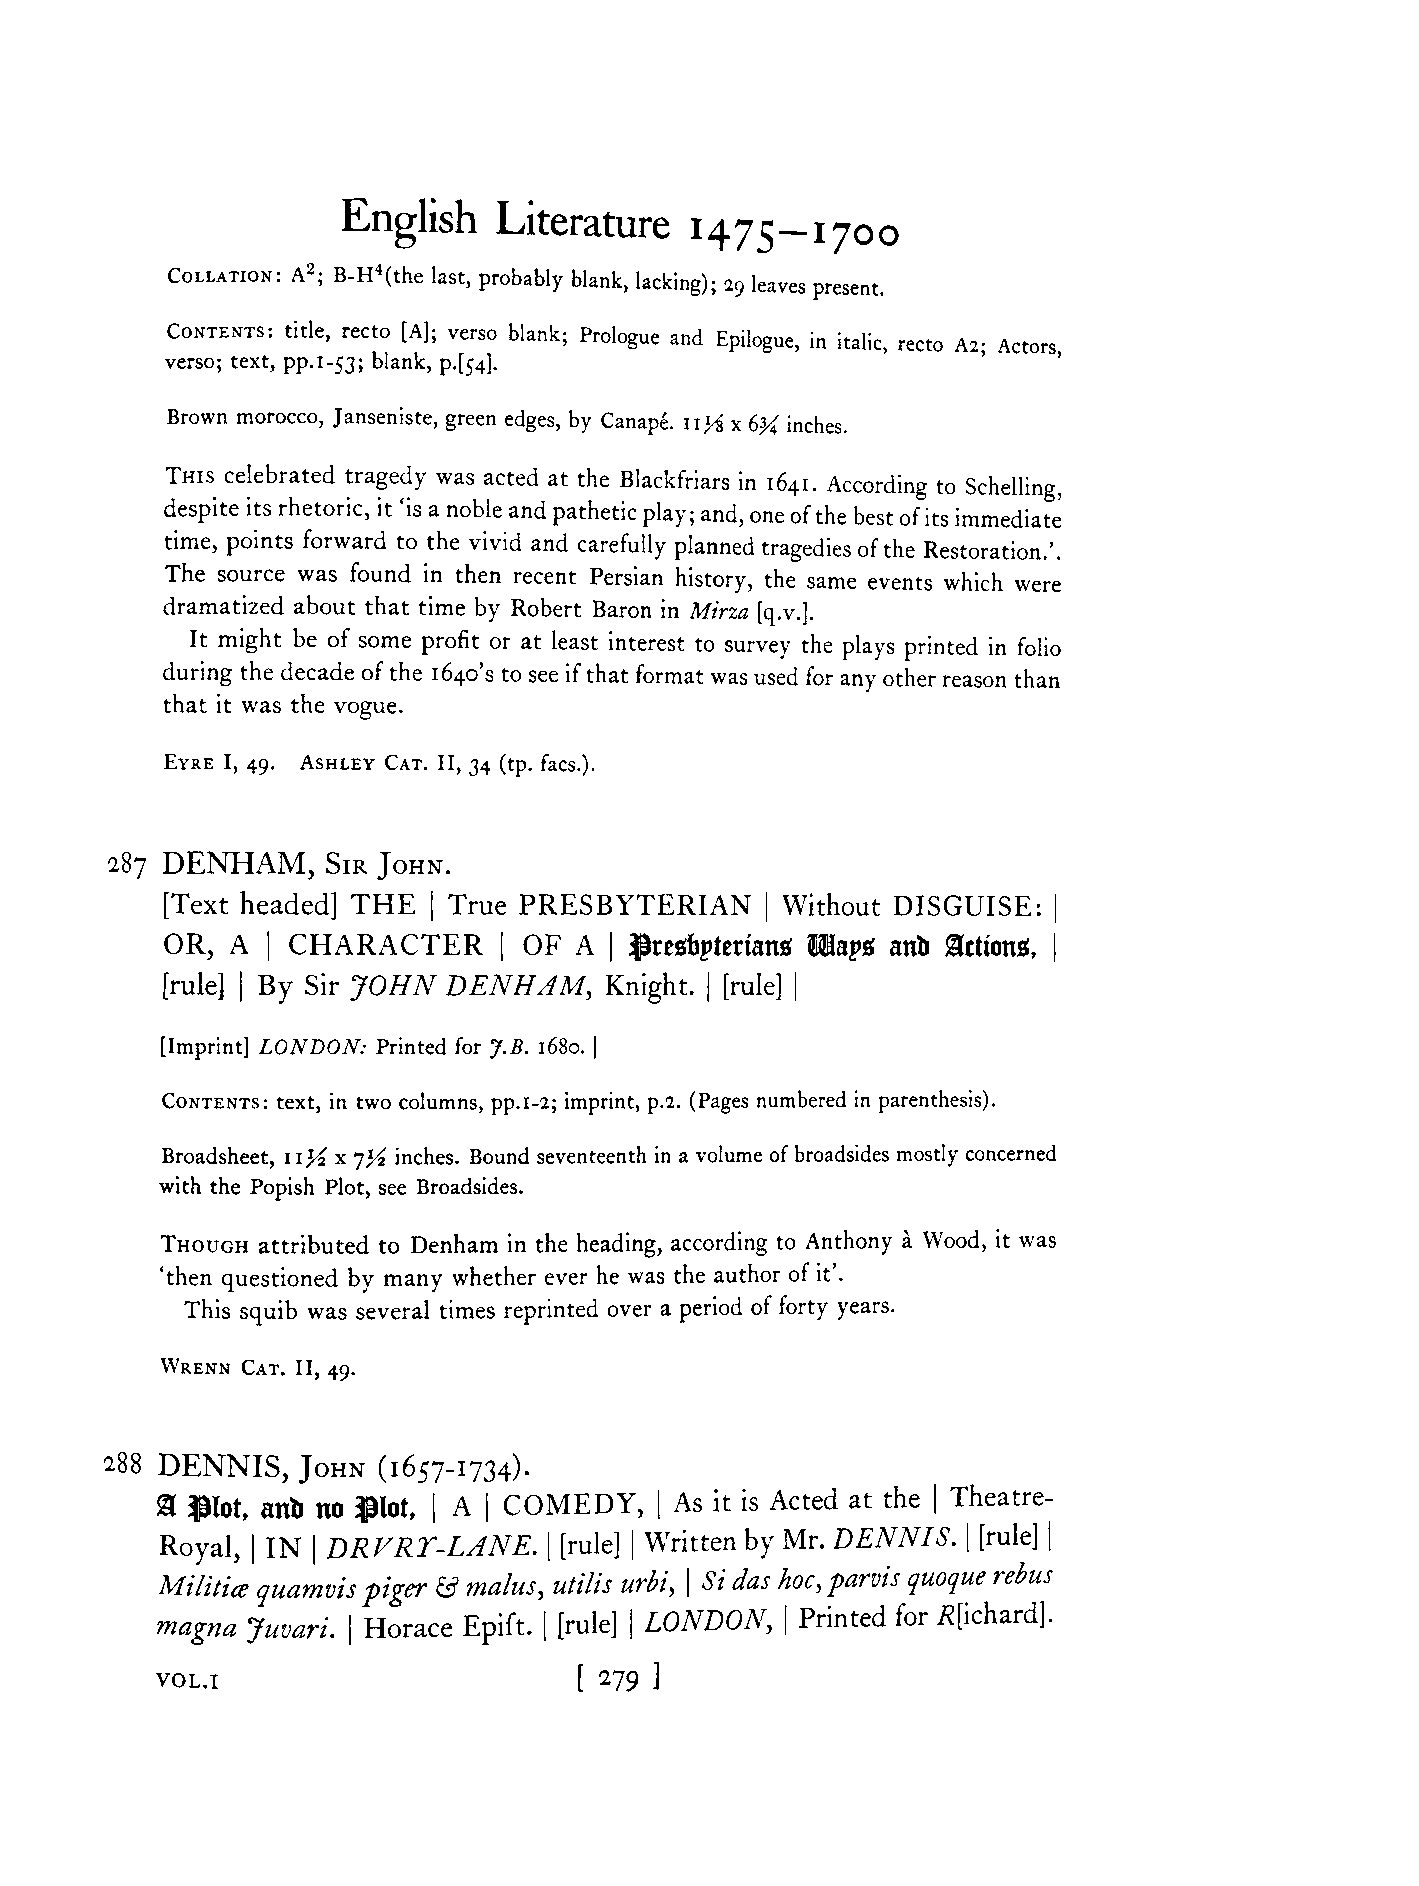 English Literature 1475–1700
COLLATION: A²; B-H⁴(the last, probably blank, lacking); 29 leaves present.
CONTENTS: title, recto [A]; verso blank; Prologue and Epilogue, in italic, recto A2; Actors,
verso; text, pp.1-53; blank, p.[54].
Brown morocco, Janseniste, green edges, by Canapé. 11⅛ x 6¾ inches.
THIS celebrated tragedy was acted at the Blackfriars in 1641. According to Schelling,
despite its rhetoric, it ‘is a noble and pathetic play; and, one of the best of its immediate
time, points forward to the vivid and carefully planned tragedies of the Restoration.’.
The source was found in then recent Persian history, the same events which were
dramatized about that time by Robert Baron in Mirza [q.v.].
It might be of some profit or at least interest to survey the plays printed in folio
during the decade of the 1640’s to see if that format was used for any other reason than
that it was the vogue.
EYRE I, 49. ASHLEY CAT. II, 34 (tp. facs.).
287 DENHAM, SIR JOHN.
[Text headed] THE | True PRESBYTERIAN | Without DISGUISE: |
OR, A | CHARACTER | OF A | Presbyterians Ways and Actions, |
[rule] | By Sir JOHN DENHAM, Knight. | [rule] |
[Imprint] LONDON: Printed for J.B. 1680. |
CONTENTS: text, in two columns, pp.1-2; imprint, p.2. (Pages numbered in parenthesis).
Broadsheet, 11½ x 7½ inches. Bound seventeenth in a volume of broadsides mostly concerned
with the Popish Plot, see Broadsides.
THOUGH attributed to Denham in the heading, according to Anthony à Wood, it was
‘then questioned by many whether ever he was the author of it’.
This squib was several times reprinted over a period of forty years.
WRENN CAT. II, 49.
288 DENNIS, JOHN (1657-1734).
A Plot, and no Plot, | A | COMEDY, | As it is Acted at the | Theatre-
Royal, | IN | DRVRY-LANE. | [rule] | Written by Mr. DENNIS. | [rule] |
Militiæ quamvis piger & malus, utilis urbi, | Si das hoc, parvis quoque rebus
magna Juvari. | Horace Epiſt. | [rule] | LONDON, | Printed for R[ichard].
VOL.I [ 279 ]